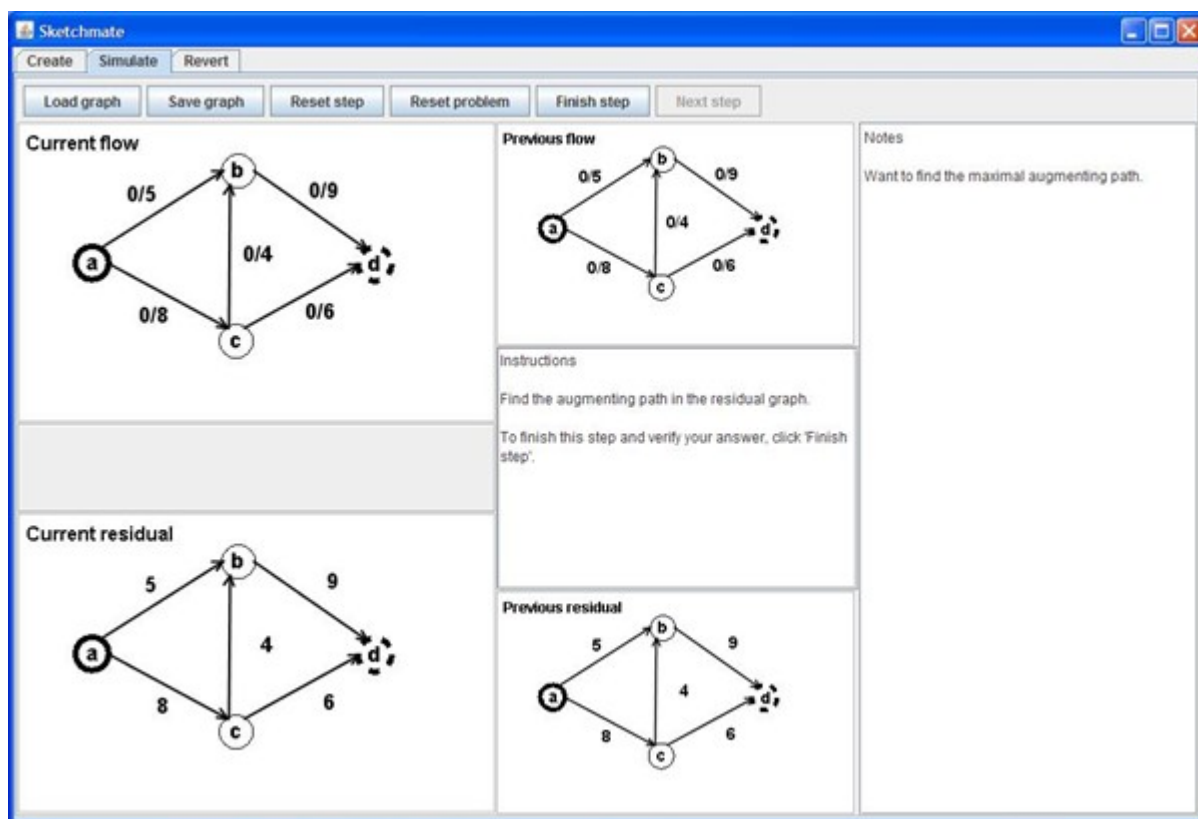 Sketchmate
Create Simulate Revert
Load graph Save graph Reset step Reset problem Finish step Next step
Current flow
b
0/5
0/9
a
0/4
d
0/8
0/6
c
Previous flow
b
0/5
0/9
a
0/4
d
0/8
0/6
c
Notes
Want to find the maximal augmenting path.
Instructions
Find the augmenting path in the residual graph.
To finish this step and verify your answer, click 'Finish
step'.
Current residual
b
5
9
a
4
d
8
6
c
Previous residual
b
5
9
a
4
d
8
6
c